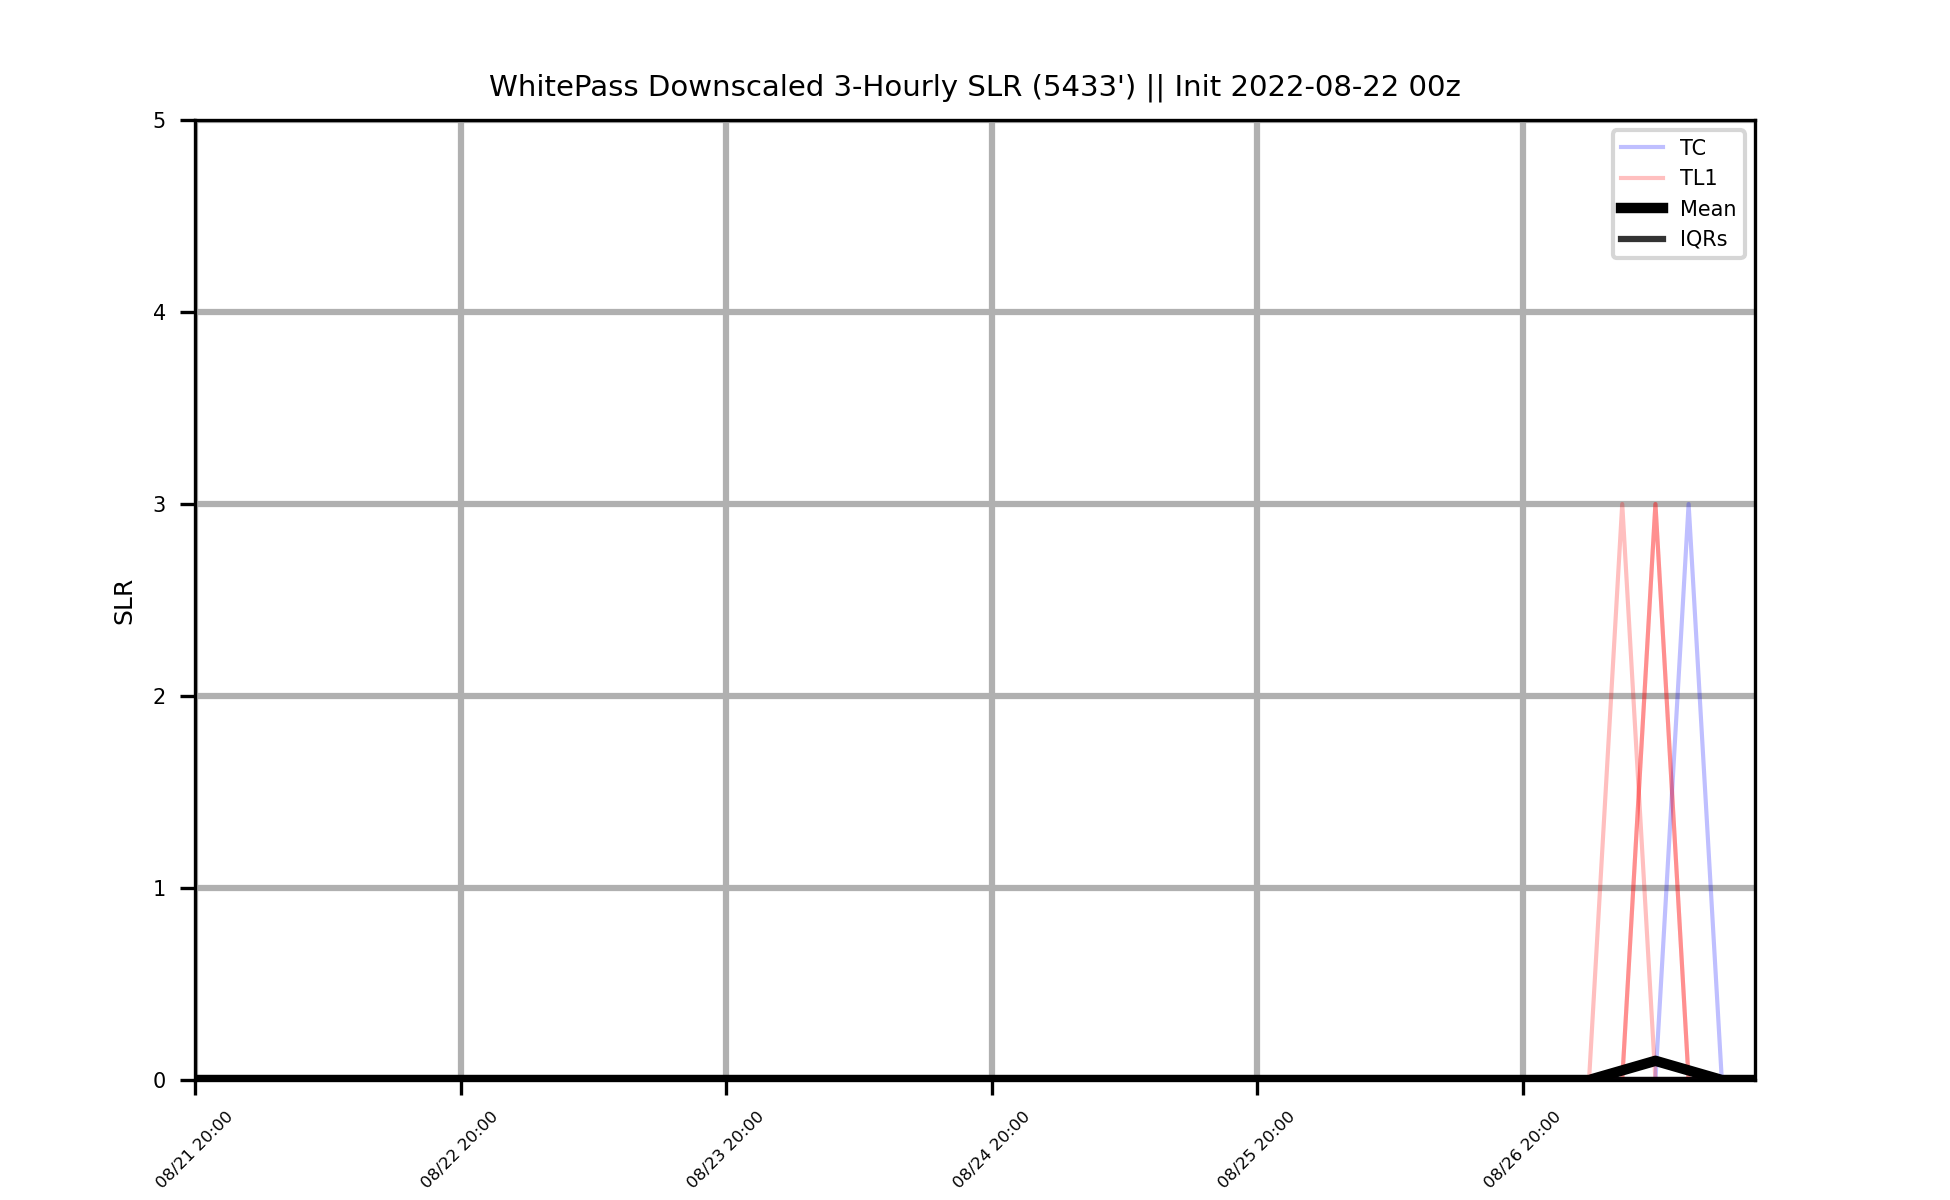 WhitePass Downscaled 3-Hourly SLR (5433') || Init 2022-08-22 00z
TC
TL1
Mean
IQRs
SLR
5
4
3
2
1
0
08/21 20:00
08/22 20:00
08/23 20:00
08/24 20:00
08/25 20:00
08/26 20:00